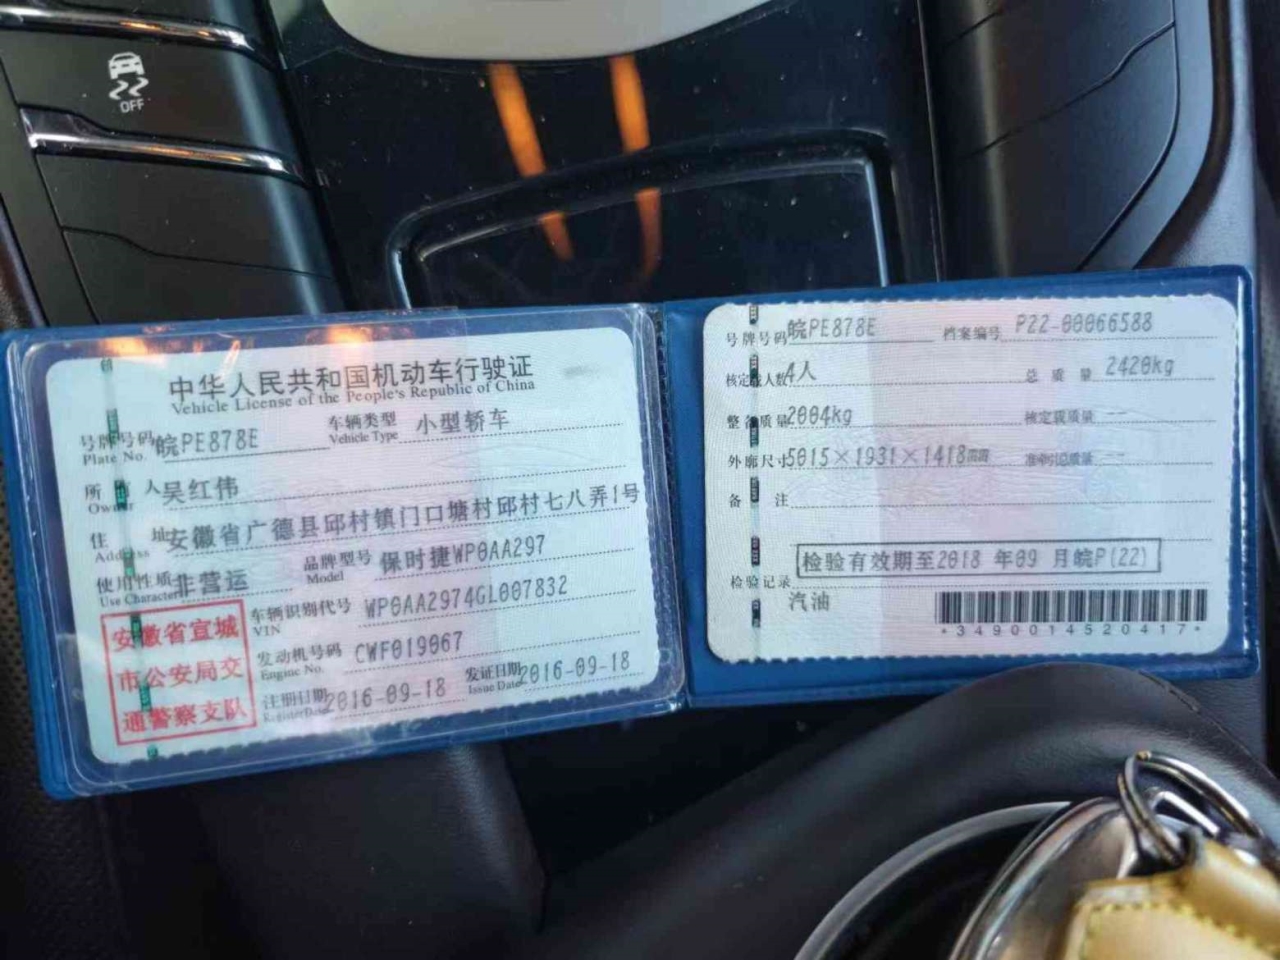 OFF
中华人民共和国机动车行驶证
Vehicle License of the People's Republic of China
号牌号码 皖PE878E 车辆类型 小型轿车
Plate No. Vehicle Type
所有人 吴红伟
Owner
住址 安徽省广德县邱村镇门口塘村邱村七八弄1号
Address
使用性质 非营运 品牌型号 保时捷WP0AA297
Use Character Model
车辆识别代号 WP0AA2974GL007832
VIN
发动机号码 CWF019067
Engine No.
注册日期 2016-09-18 发证日期 2016-09-18
Register Date Issue Date
安徽省宣城
市公安局交
通警察支队
号牌号码 皖PE878E 档案编号 P22-00066588
核定载人数 4人 总质量 2420kg
整备质量 2004kg 核定载质量 --
外廓尺寸 5015×1931×1418 准牵引总质量 --
备注
检验有效期至2018 年09 月皖P(22)
检验记录
汽油
*3490014520417*